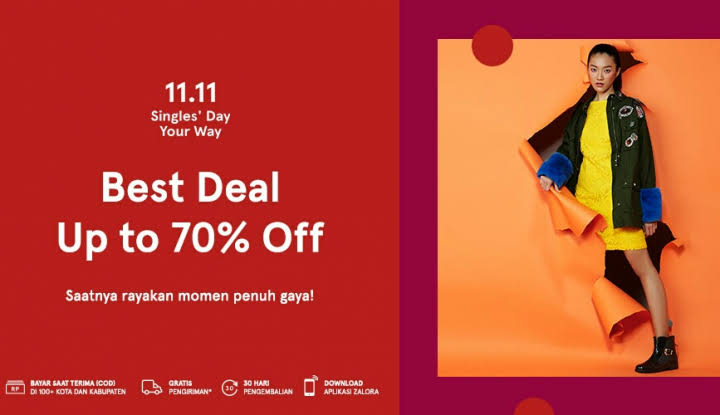 11.11
Singles' Day
Your Way
Best Deal
Up to 70% Off
Saatnya rayakan momen penuh gaya!
RP
BAYAR SAAT TERIMA (COD)
DI 100+ KOTA DAN KABUPATEN
GRATIS
PENGIRIMAN*
30
30 HARI
PENGEMBALIAN
DOWNLOAD
APLIKASI ZALORA